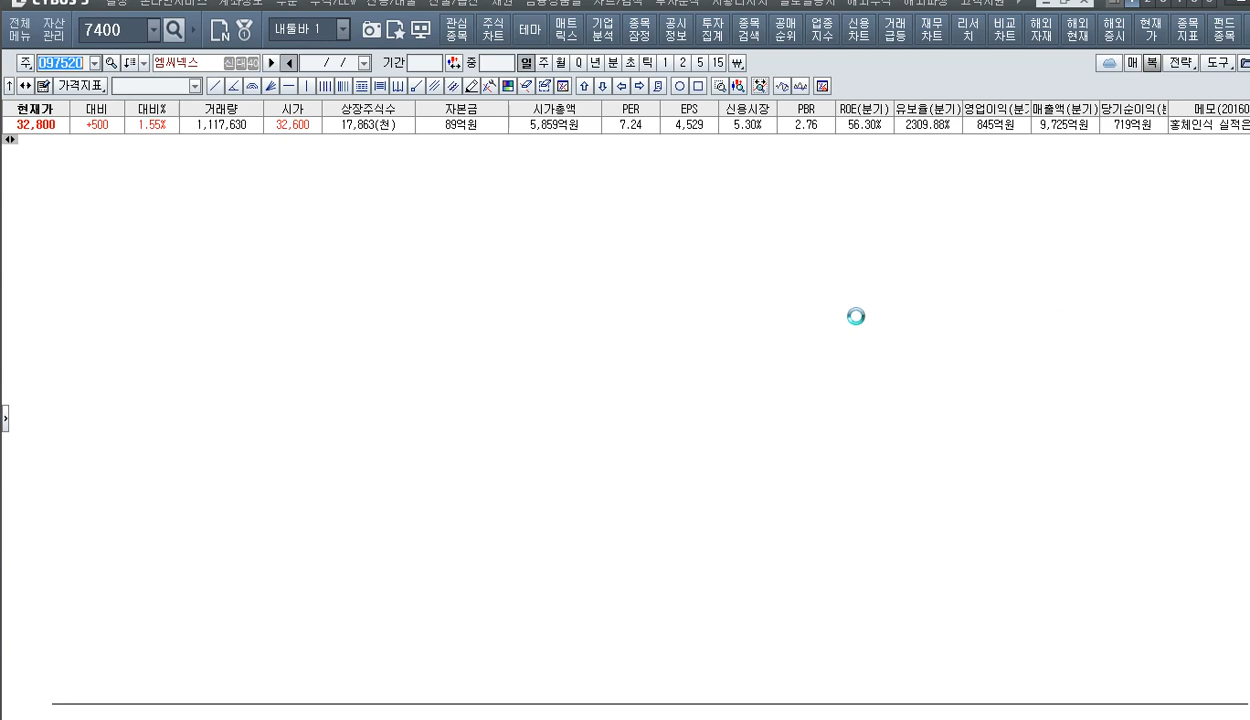 CYBOS 5
전체 자산 7400 내툴바 1 관심 주식 테마 매트 기업 종목 공시 투자 종목 공매 업종 신용 거래 재무 리서 비교 해외 해외 해외 현재 종목 펀드
메뉴 관리 종목 차트 릭스 분석 잠정 정보 집계 검색 순위 지수 차트 급등 차트 치 차트 자재 현재 증시 가 지표 종목
주 097520 엠씨넥스 / / 기간 중 일 주 월 Q 년 분 초 틱 1 2 5 15 ₩ 매 복 전략 도구
가격지표
현재가 대비 대비% 거래량 시가 상장주식수 자본금 시가총액 PER EPS 신용시장 PBR ROE(분기) 유보율(분기) 영업이익(분기 매출액(분기) 당기순이익(분 메모(20160
32,800 +500 1.55% 1,117,630 32,600 17,863(천) 89억원 5,859억원 7.24 4,529 5.30% 2.76 56.30% 2309.88% 845억원 9,725억원 719억원 홍체인식 실적은